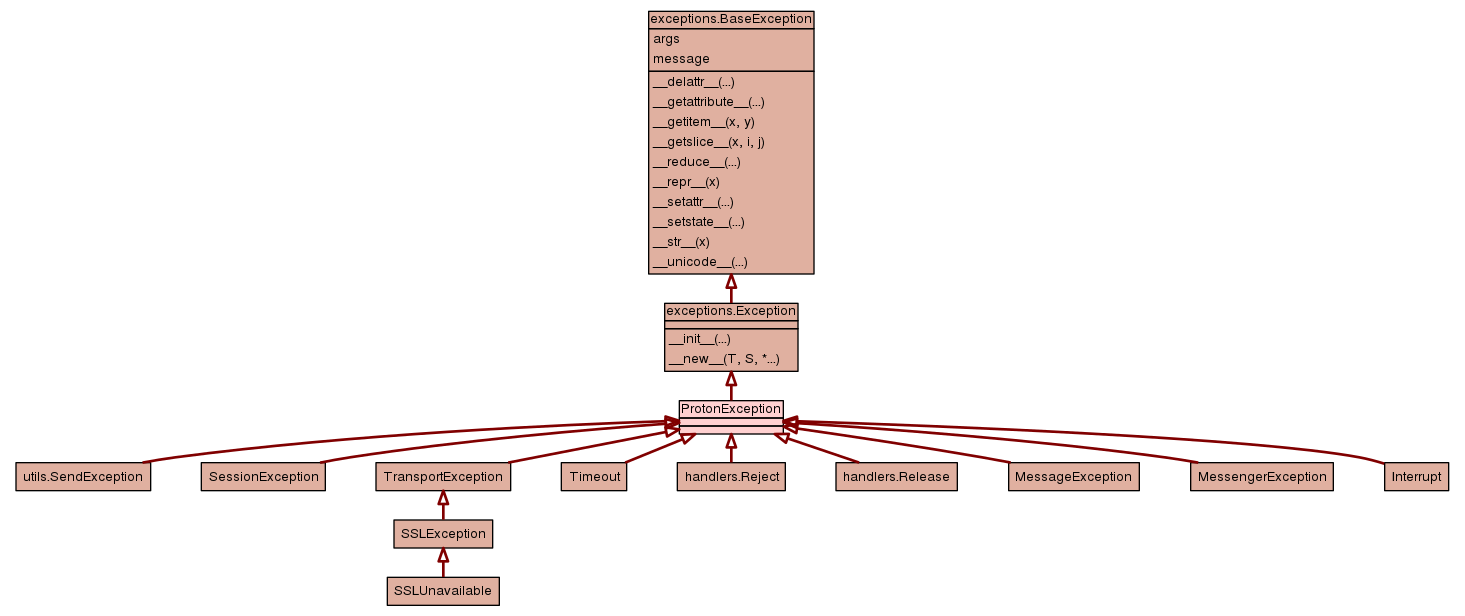 exceptions.BaseException
args
message
__delattr__(...)
__getattribute__(...)
__getitem__(x, y)
__getslice__(x, i, j)
__reduce__(...)
__repr__(x)
__setattr__(...)
__setstate__(...)
__str__(x)
__unicode__(...)
exceptions.Exception
__init__(...)
__new__(T, S, *...)
ProtonException
utils.SendException
SessionException
TransportException
Timeout
handlers.Reject
handlers.Release
MessageException
MessengerException
Interrupt
SSLException
SSLUnavailable